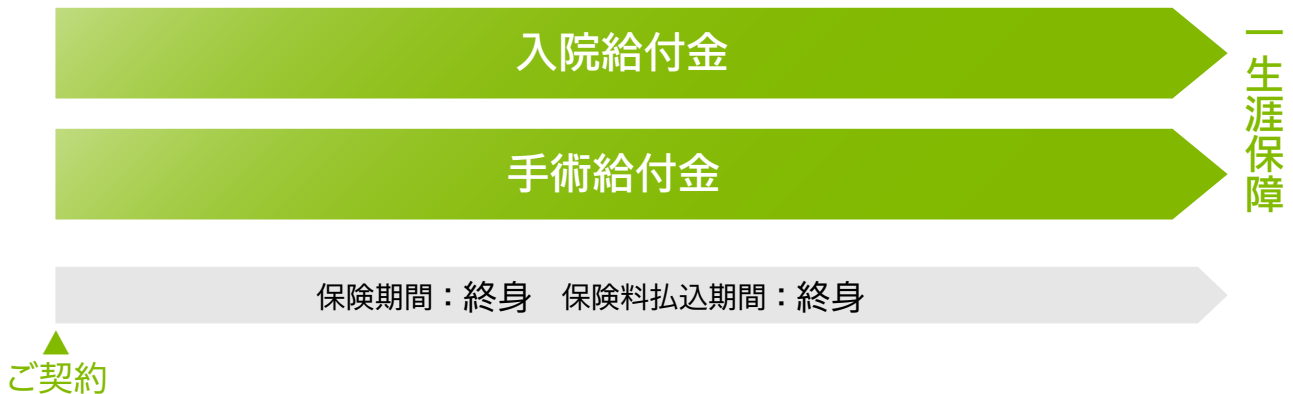 入院給付金
一生涯保障
手術給付金
保険期間：終身　保険料払込期間：終身
ご契約